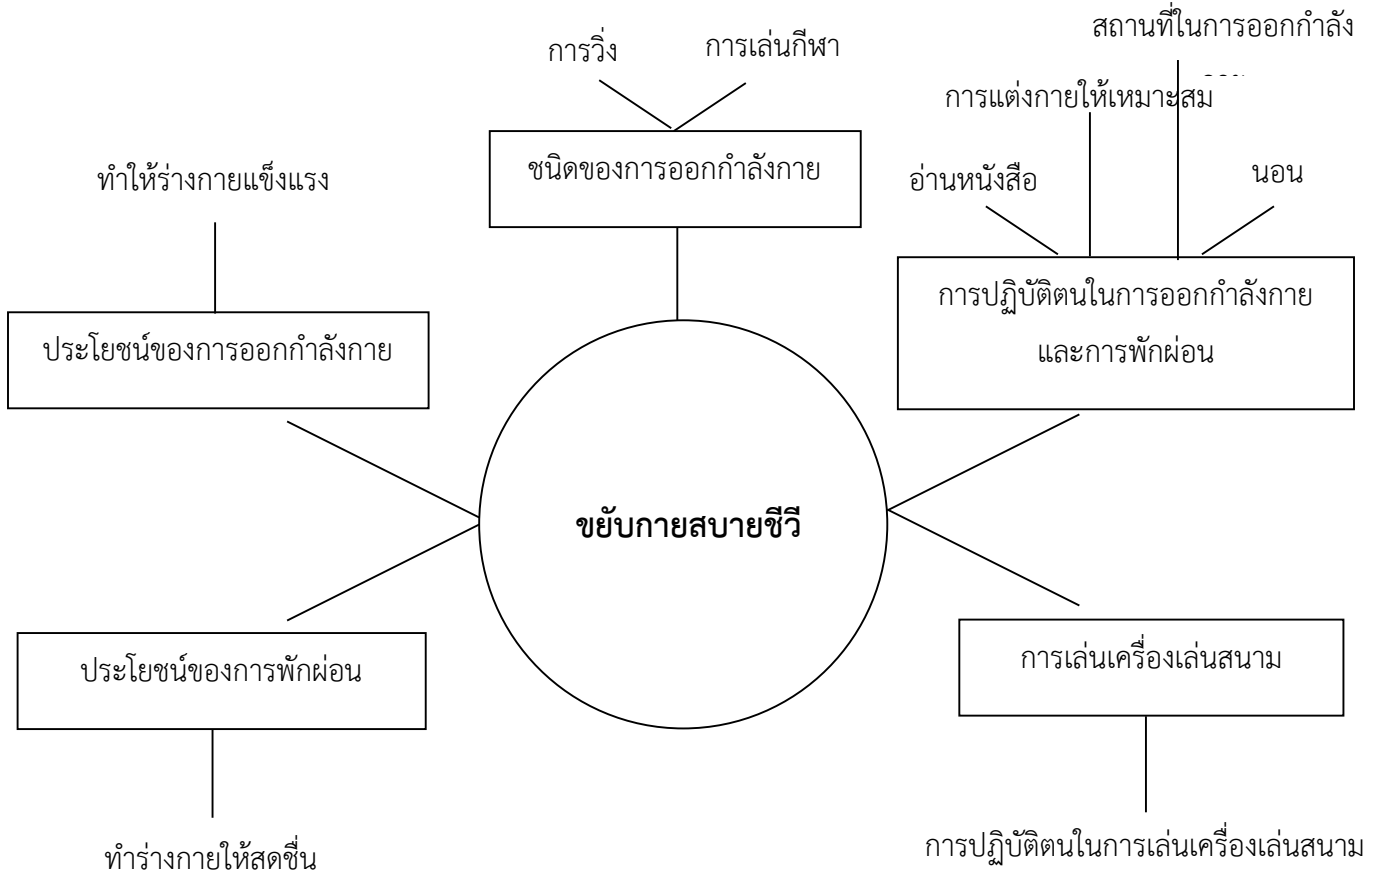 สถานที่ในการออกกำลัง
การวิ่ง
การเล่นกีฬา
การแต่งกายให้เหมาะสม
ชนิดของการออกกำลังกาย
ทำให้ร่างกายแข็งแรง
อ่านหนังสือ
นอน
การปฏิบัติตนในการออกกำลังกาย
และการพักผ่อน
ประโยชน์ของการออกกำลังกาย
ขยับกายสบายชีวี
ประโยชน์ของการพักผ่อน
การเล่นเครื่องเล่นสนาม
ทำร่างกายให้สดชื่น
การปฏิบัติตนในการเล่นเครื่องเล่นสนาม